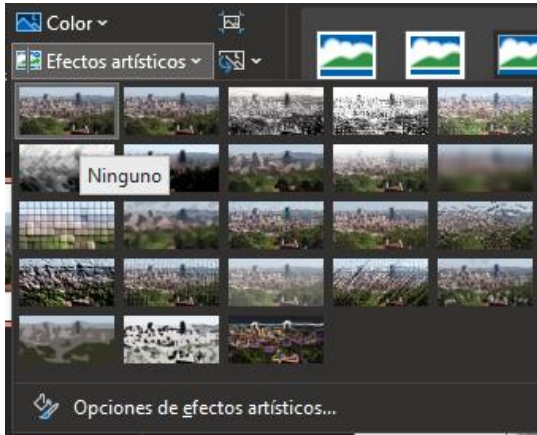 Color
Efectos artísticos
Ninguno
Opciones de efectos artísticos...